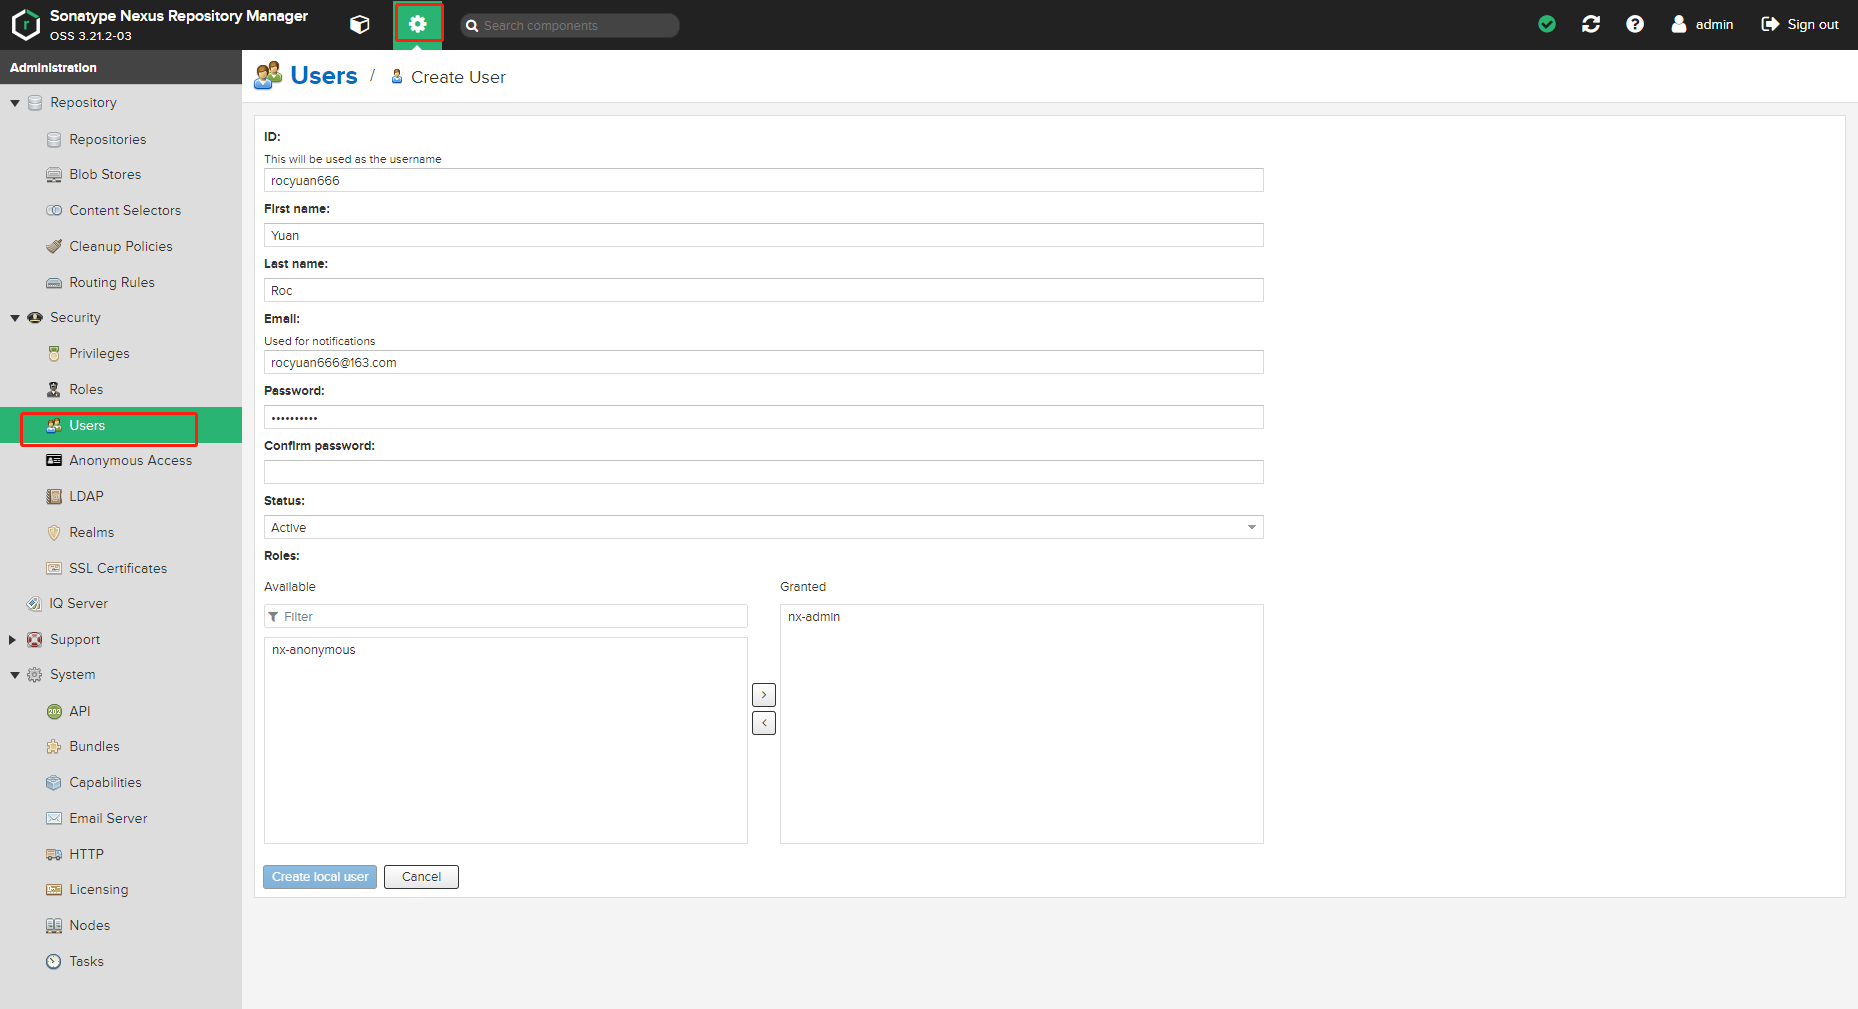 Sonatype Nexus Repository Manager
OSS 3.21.2-03
Search components
admin
Sign out
Administration
Repository
Repositories
Blob Stores
Content Selectors
Cleanup Policies
Routing Rules
Security
Privileges
Roles
Users
Anonymous Access
LDAP
Realms
SSL Certificates
IQ Server
Support
System
API
Bundles
Capabilities
Email Server
HTTP
Licensing
Nodes
Tasks
Users / Create User
ID:
This will be used as the username
rocyuan666
First name:
Yuan
Last name:
Roc
Email:
Used for notifications
rocyuan666@163.com
Password:
••••••••••
Confirm password:
Status:
Active
Roles:
Available
Filter
nx-anonymous
>
<
Granted
nx-admin
Create local user
Cancel